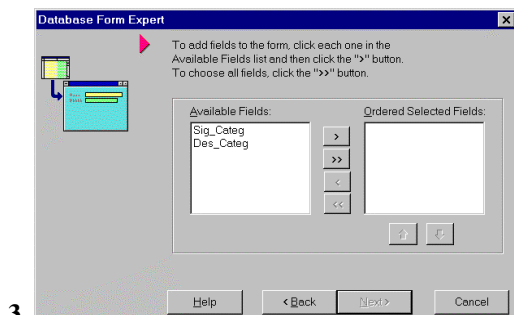 Database Form Expert
To add fields to the form, click each one in the
Available Fields list and then click the ">" button.
To choose all fields, click the ">>" button.
Available Fields:
Ordered Selected Fields:
Sig_Categ
Des_Categ
>
>>
<
<<
Help
< Back
Next >
Cancel
3